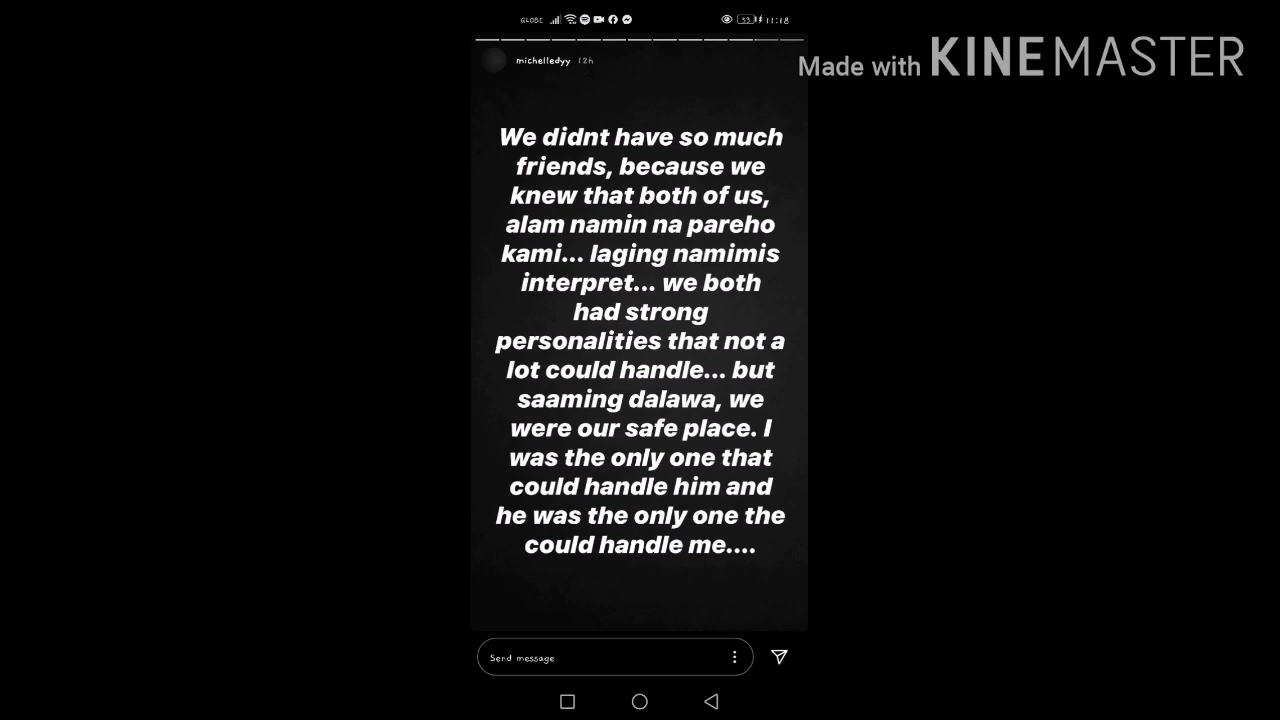 GLOBE 53 11:18
Made with KINEMASTER
michelledyy 12h
We didnt have so much
friends, because we
knew that both of us,
alam namin na pareho
kami... laging namimis
interpret... we both
had strong
personalities that not a
lot could handle... but
saaming dalawa, we
were our safe place. I
was the only one that
could handle him and
he was the only one the
could handle me....
Send message